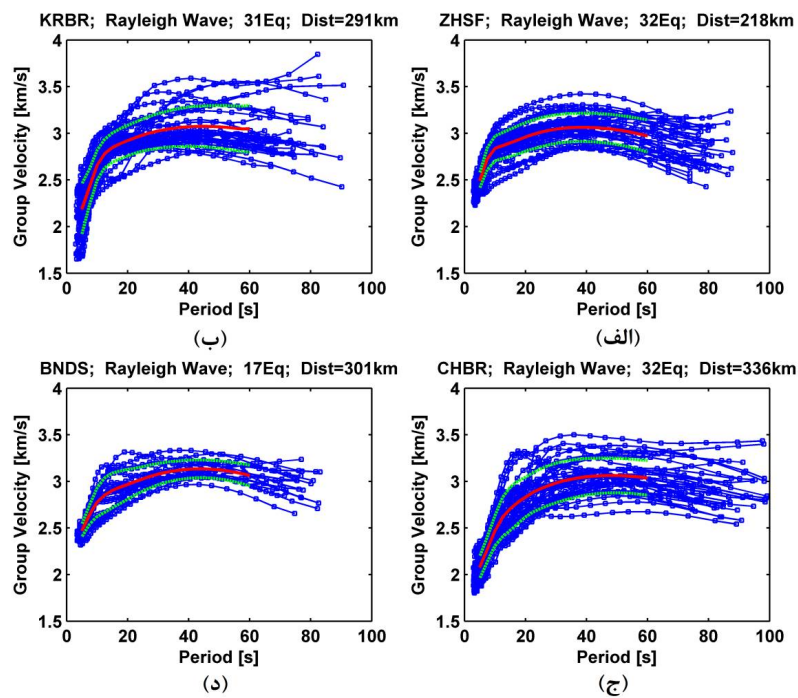 KRBR; Rayleigh Wave; 31Eq; Dist=291km
Group Velocity [km/s]
4
3.5
3
2.5
2
1.5
0 20 40 60 80 100
Period [s]
(ب)
ZHSF; Rayleigh Wave; 32Eq; Dist=218km
Group Velocity [km/s]
4
3.5
3
2.5
2
1.5
0 20 40 60 80 100
Period [s]
(الف)
BNDS; Rayleigh Wave; 17Eq; Dist=301km
Group Velocity [km/s]
4
3.5
3
2.5
2
1.5
0 20 40 60 80 100
Period [s]
(د)
CHBR; Rayleigh Wave; 32Eq; Dist=336km
Group Velocity [km/s]
4
3.5
3
2.5
2
1.5
0 20 40 60 80 100
Period [s]
(ج)